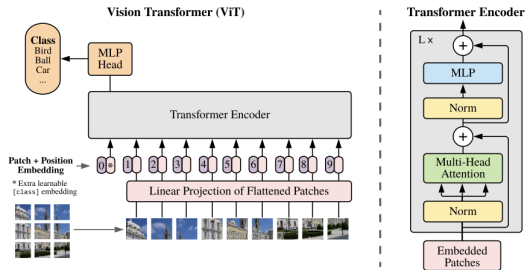 Vision Transformer (ViT)
Class
Bird
Ball
Car
...
MLP
Head
Transformer Encoder
Patch + Position
Embedding
0 * 1 2 3 4 5 6 7 8 9
* Extra learnable
[class] embedding
Linear Projection of Flattened Patches
Transformer Encoder
L ×
+
MLP
Norm
+
Multi-Head
Attention
Norm
Embedded
Patches